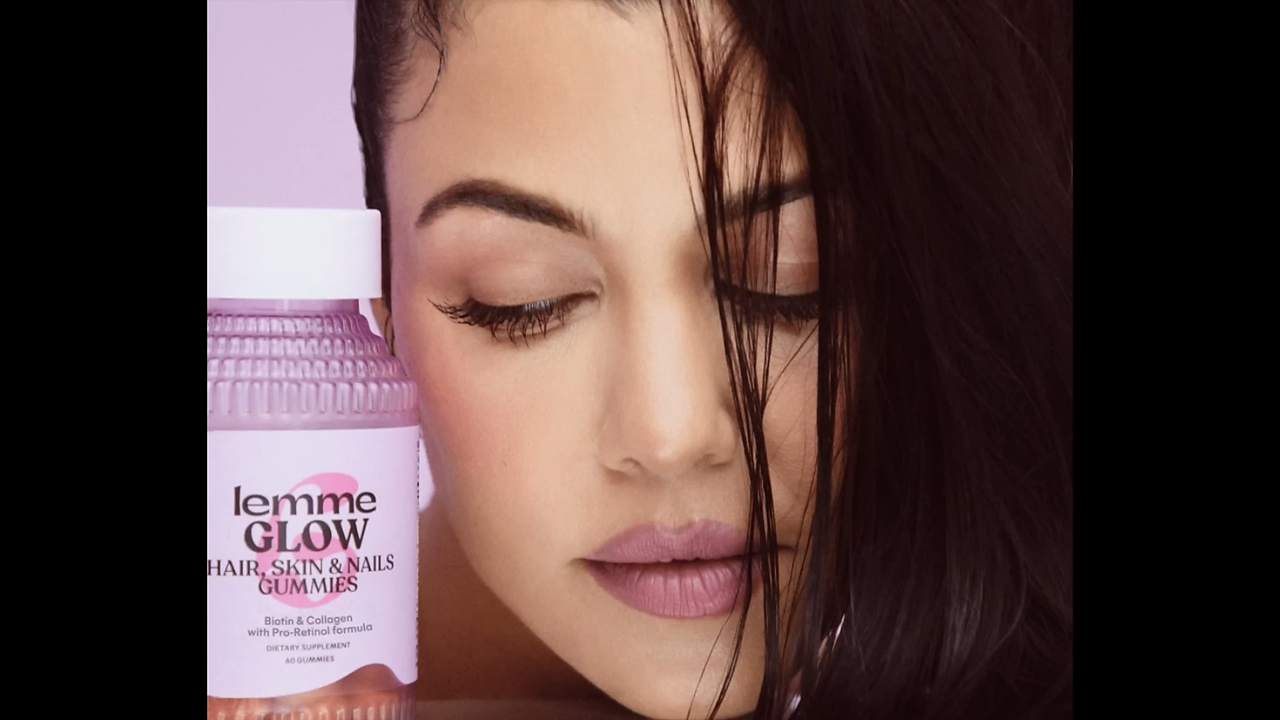 lemme
GLOW
HAIR, SKIN & NAILS
GUMMIES
Biotin & Collagen
with Pro-Retinol formula
DIETARY SUPPLEMENT
60 GUMMIES